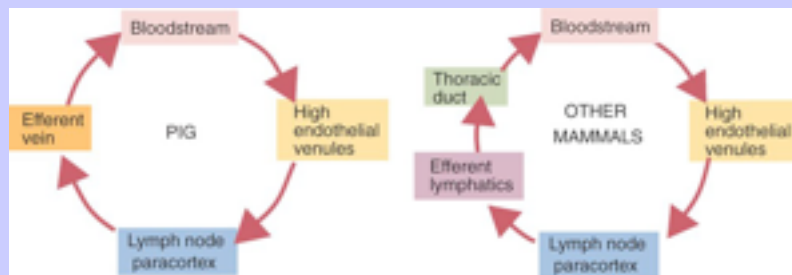 Bloodstream
High
endothelial
venules
Lymph node
paracortex
Efferent
vein
PIG
Bloodstream
High
endothelial
venules
Lymph node
paracortex
Efferent
lymphatics
Thoracic
duct
OTHER
MAMMALS